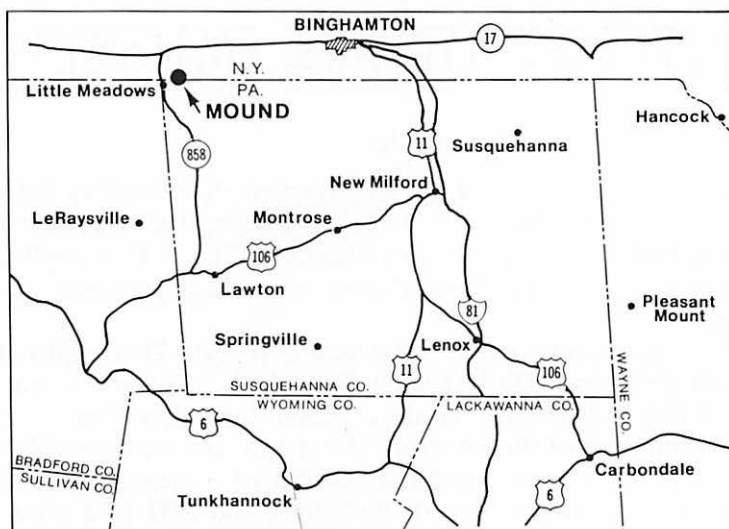 BINGHAMTON
17
N.Y.
PA.
Little Meadows
MOUND
Hancock
858
11
Susquehanna
New Milford
LeRaysville
Montrose
106
Lawton
81
Pleasant
Mount
Springville
Lenox
11
106
SUSQUEHANNA CO.
WYOMING CO.
LACKAWANNA CO.
WAYNE CO.
6
BRADFORD CO.
SULLIVAN CO.
Tunkhannock
Carbondale
6